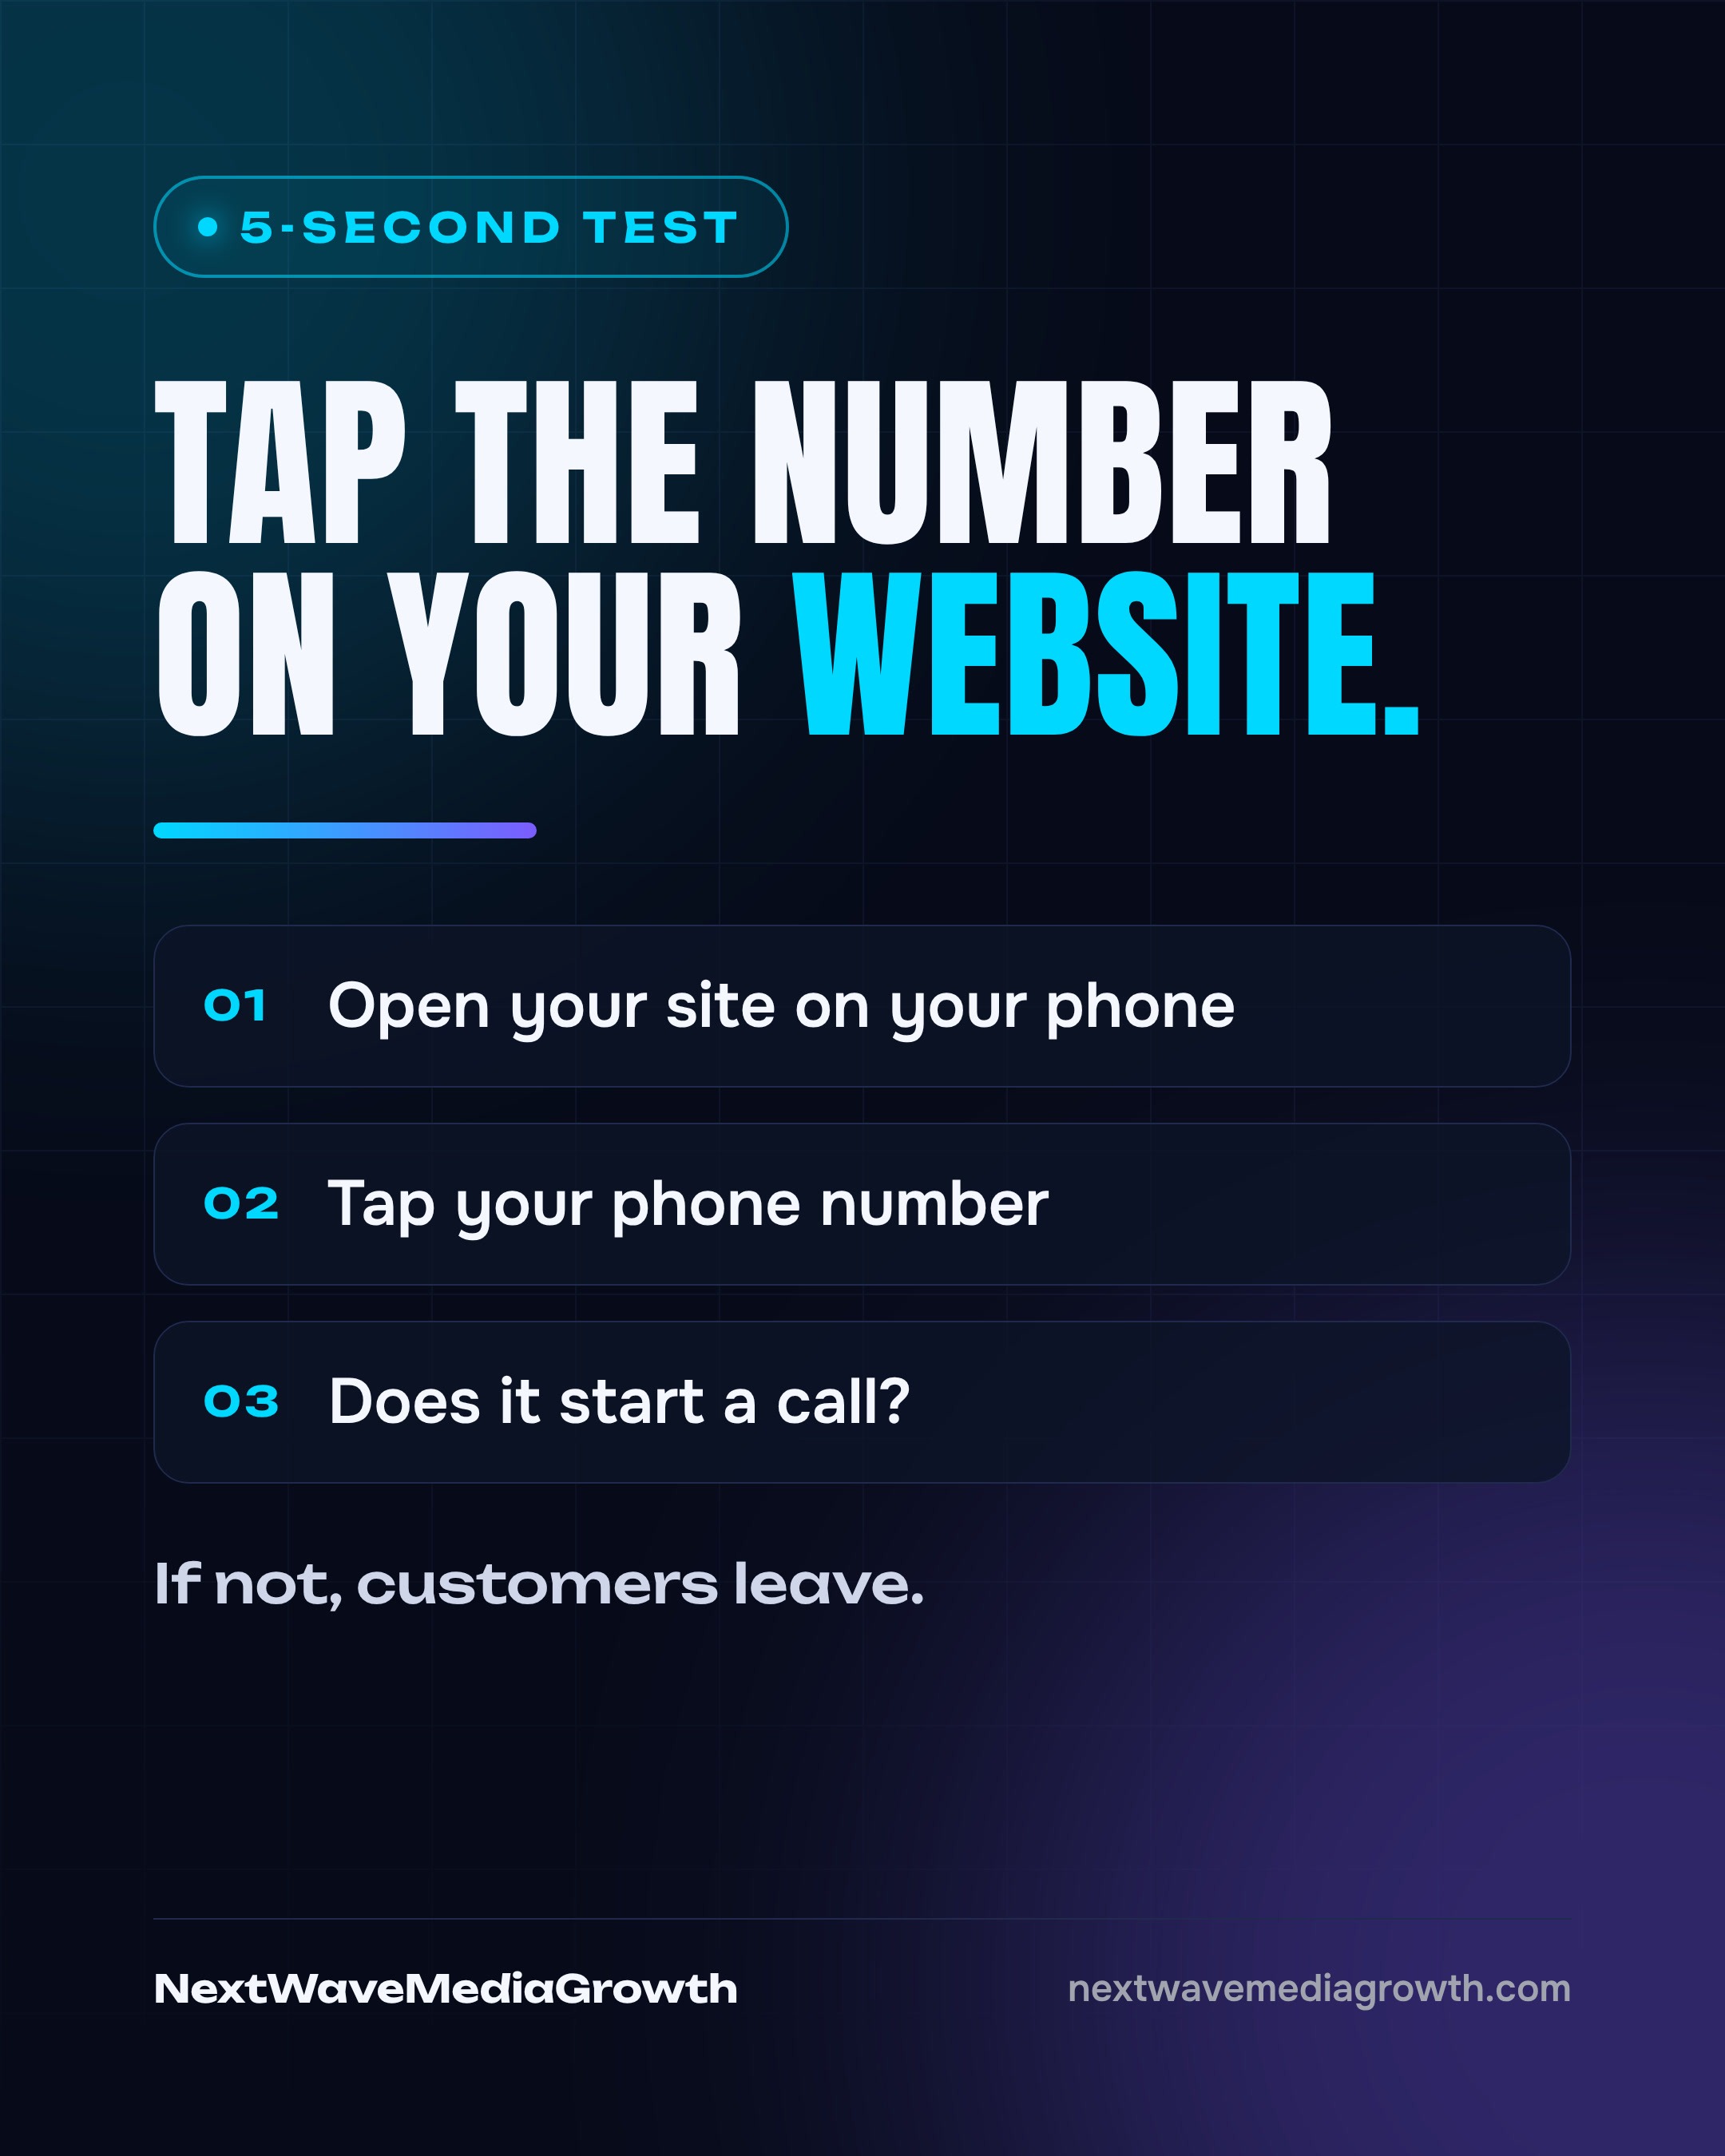 5-SECOND TEST
TAP THE NUMBER
ON YOUR WEBSITE.
01 Open your site on your phone
02 Tap your phone number
03 Does it start a call?
If not, customers leave.
NextWaveMediaGrowth nextwavemediagrowth.com